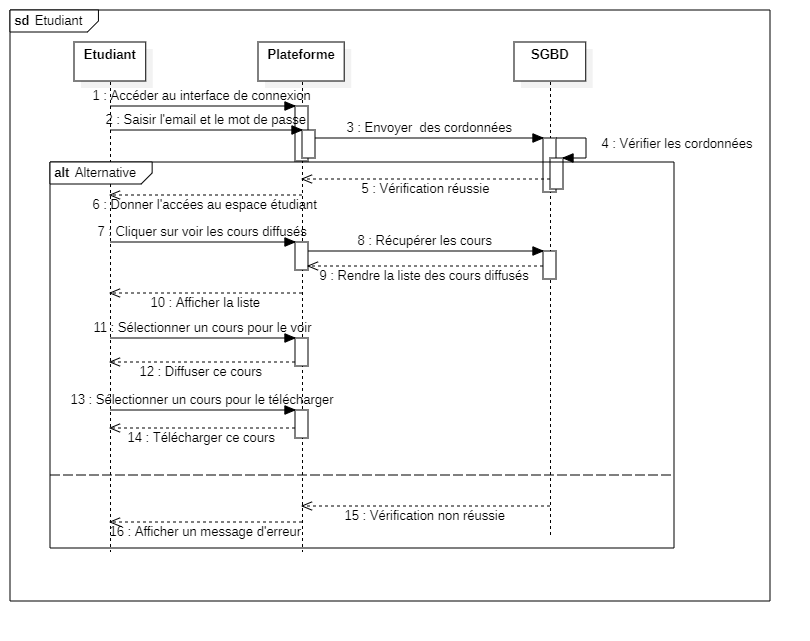 sd Etudiant
Etudiant
Plateforme
SGBD
1 : Accéder au interface de connexion
2 : Saisir l'email et le mot de passe
3 : Envoyer des cordonnées
4 : Vérifier les cordonnées
alt Alternative
5 : Vérification réussie
6 : Donner l'accées au espace étudiant
7 : Cliquer sur voir les cours diffusés
8 : Récupérer les cours
9 : Rendre la liste des cours diffusés
10 : Afficher la liste
11 : Sélectionner un cours pour le voir
12 : Diffuser ce cours
13 : Sélectionner un cours pour le télécharger
14 : Télécharger ce cours
15 : Vérification non réussie
16 : Afficher un message d'erreur